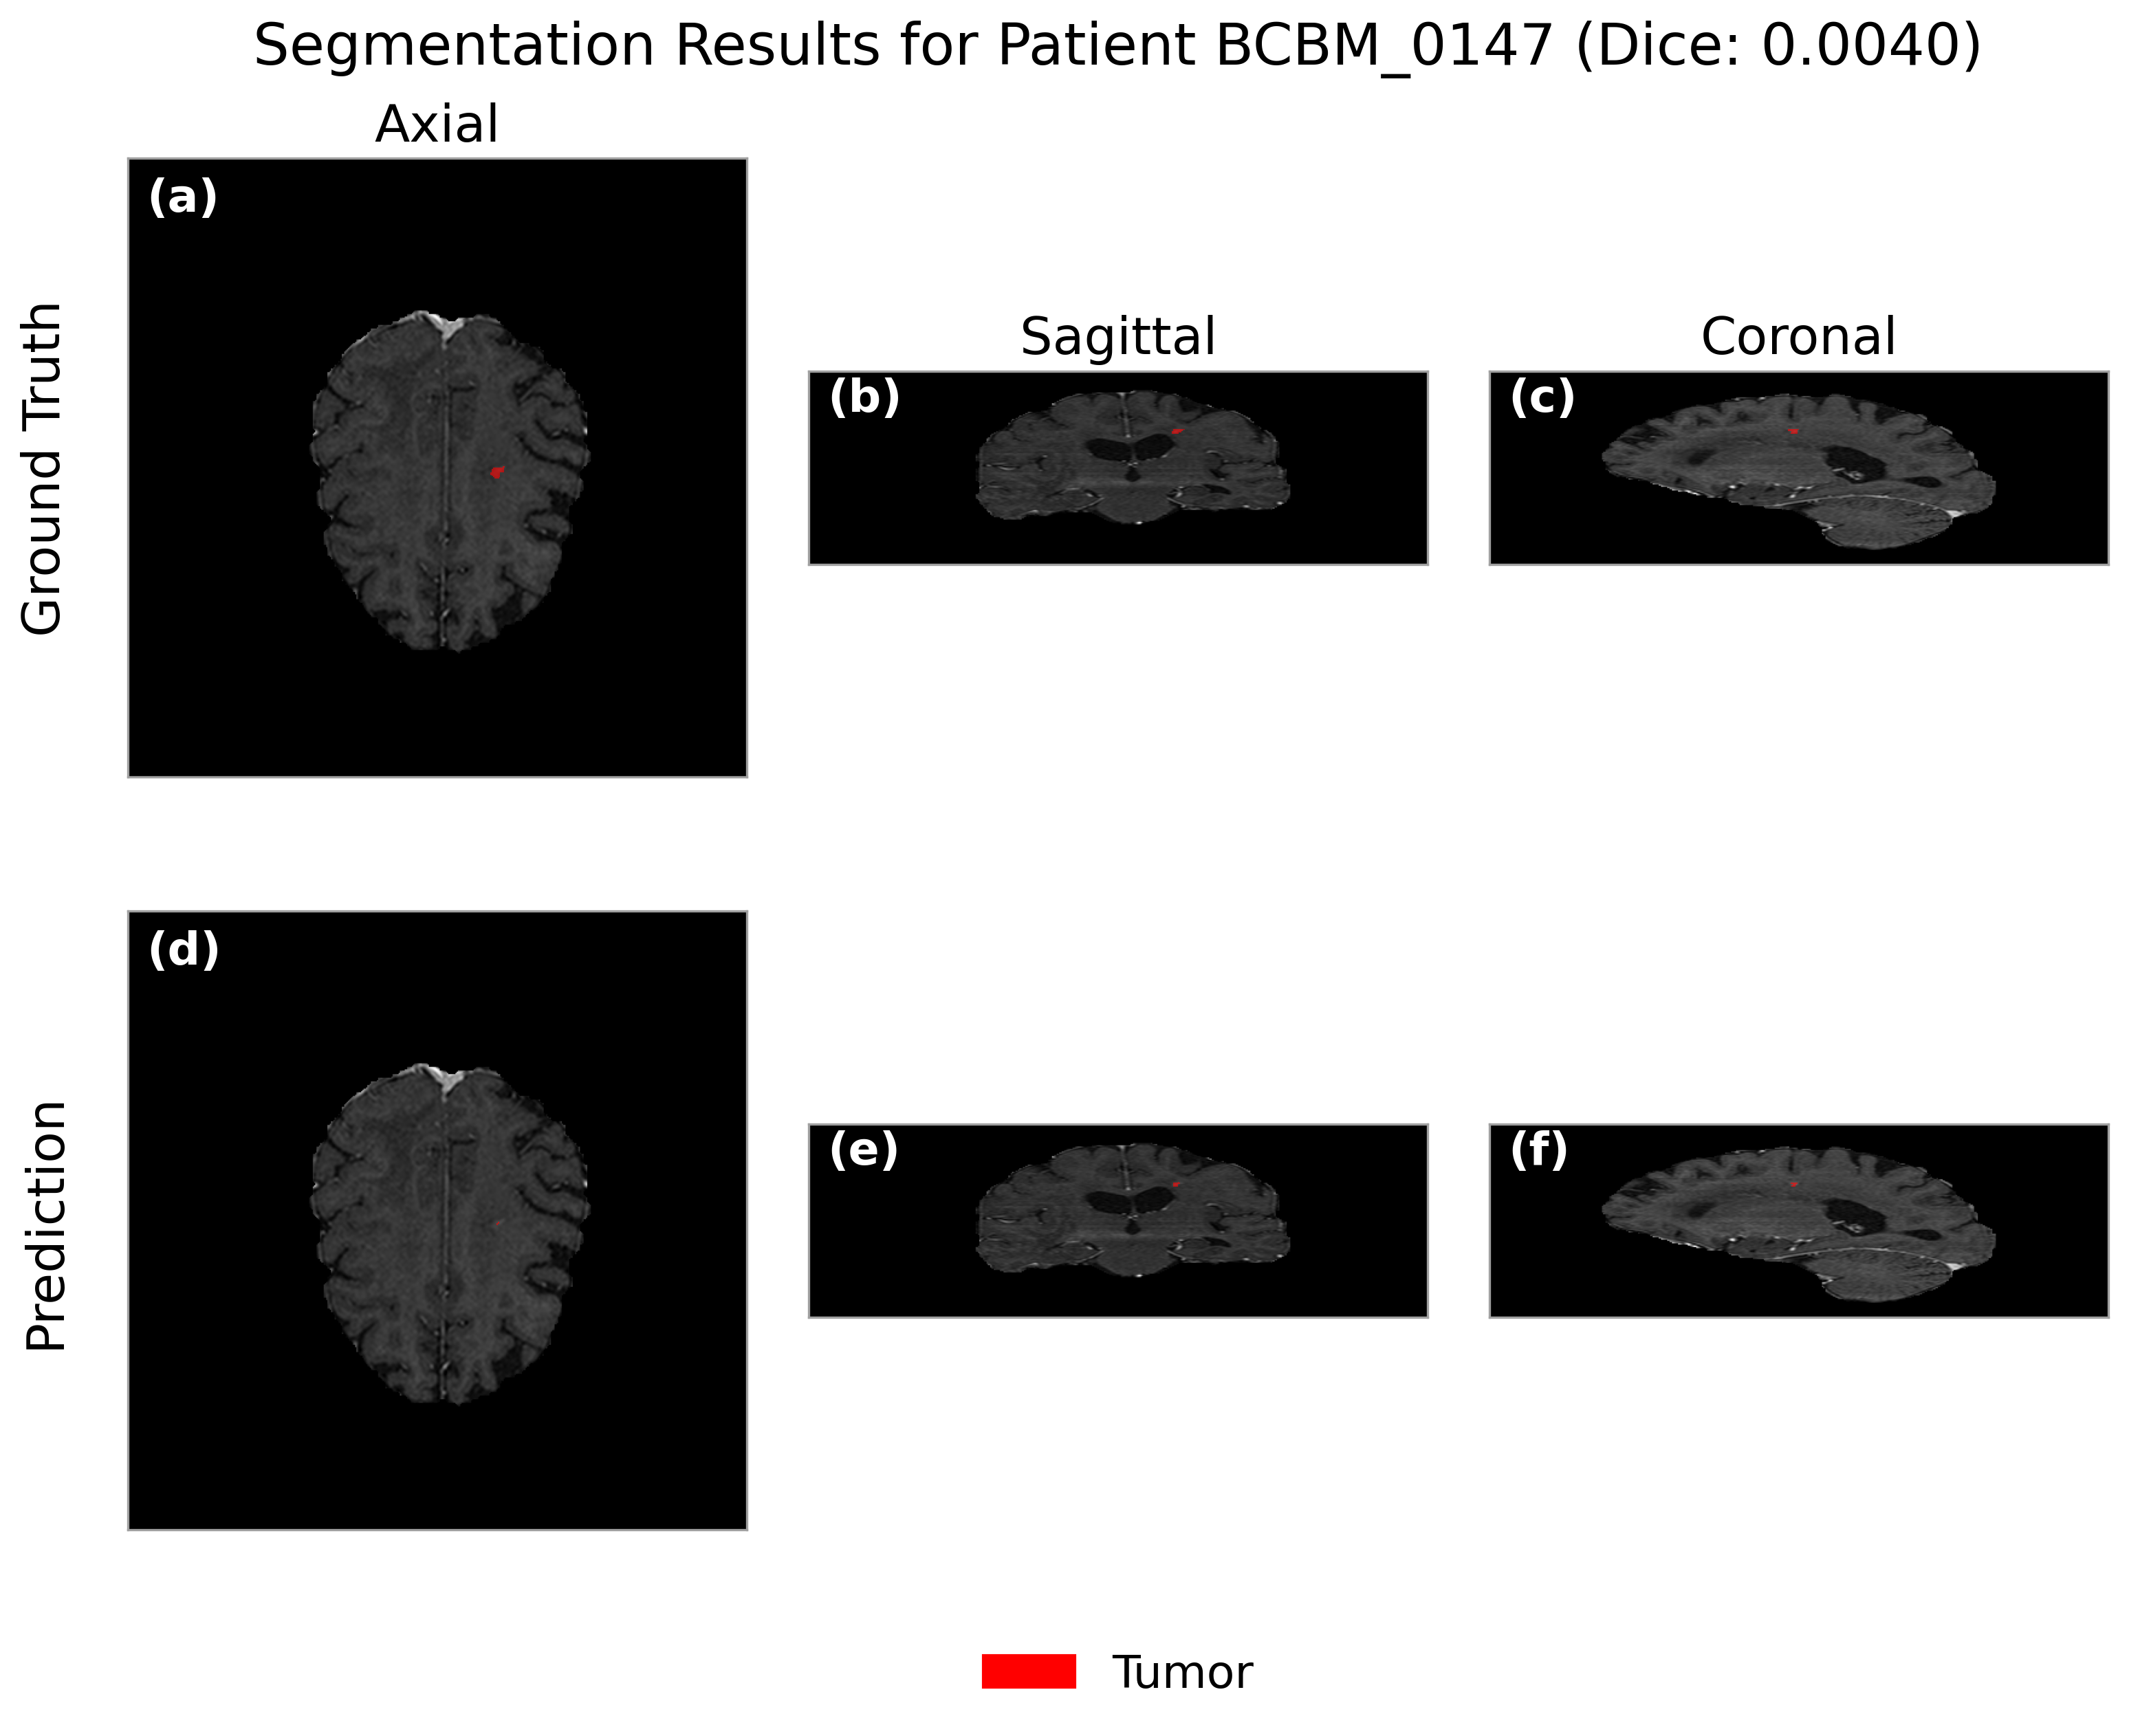 Segmentation Results for Patient BCBM_0147 (Dice: 0.0040)
Axial
Sagittal
Coronal
Ground Truth
(a)
(b)
(c)
Prediction
(d)
(e)
(f)
Tumor